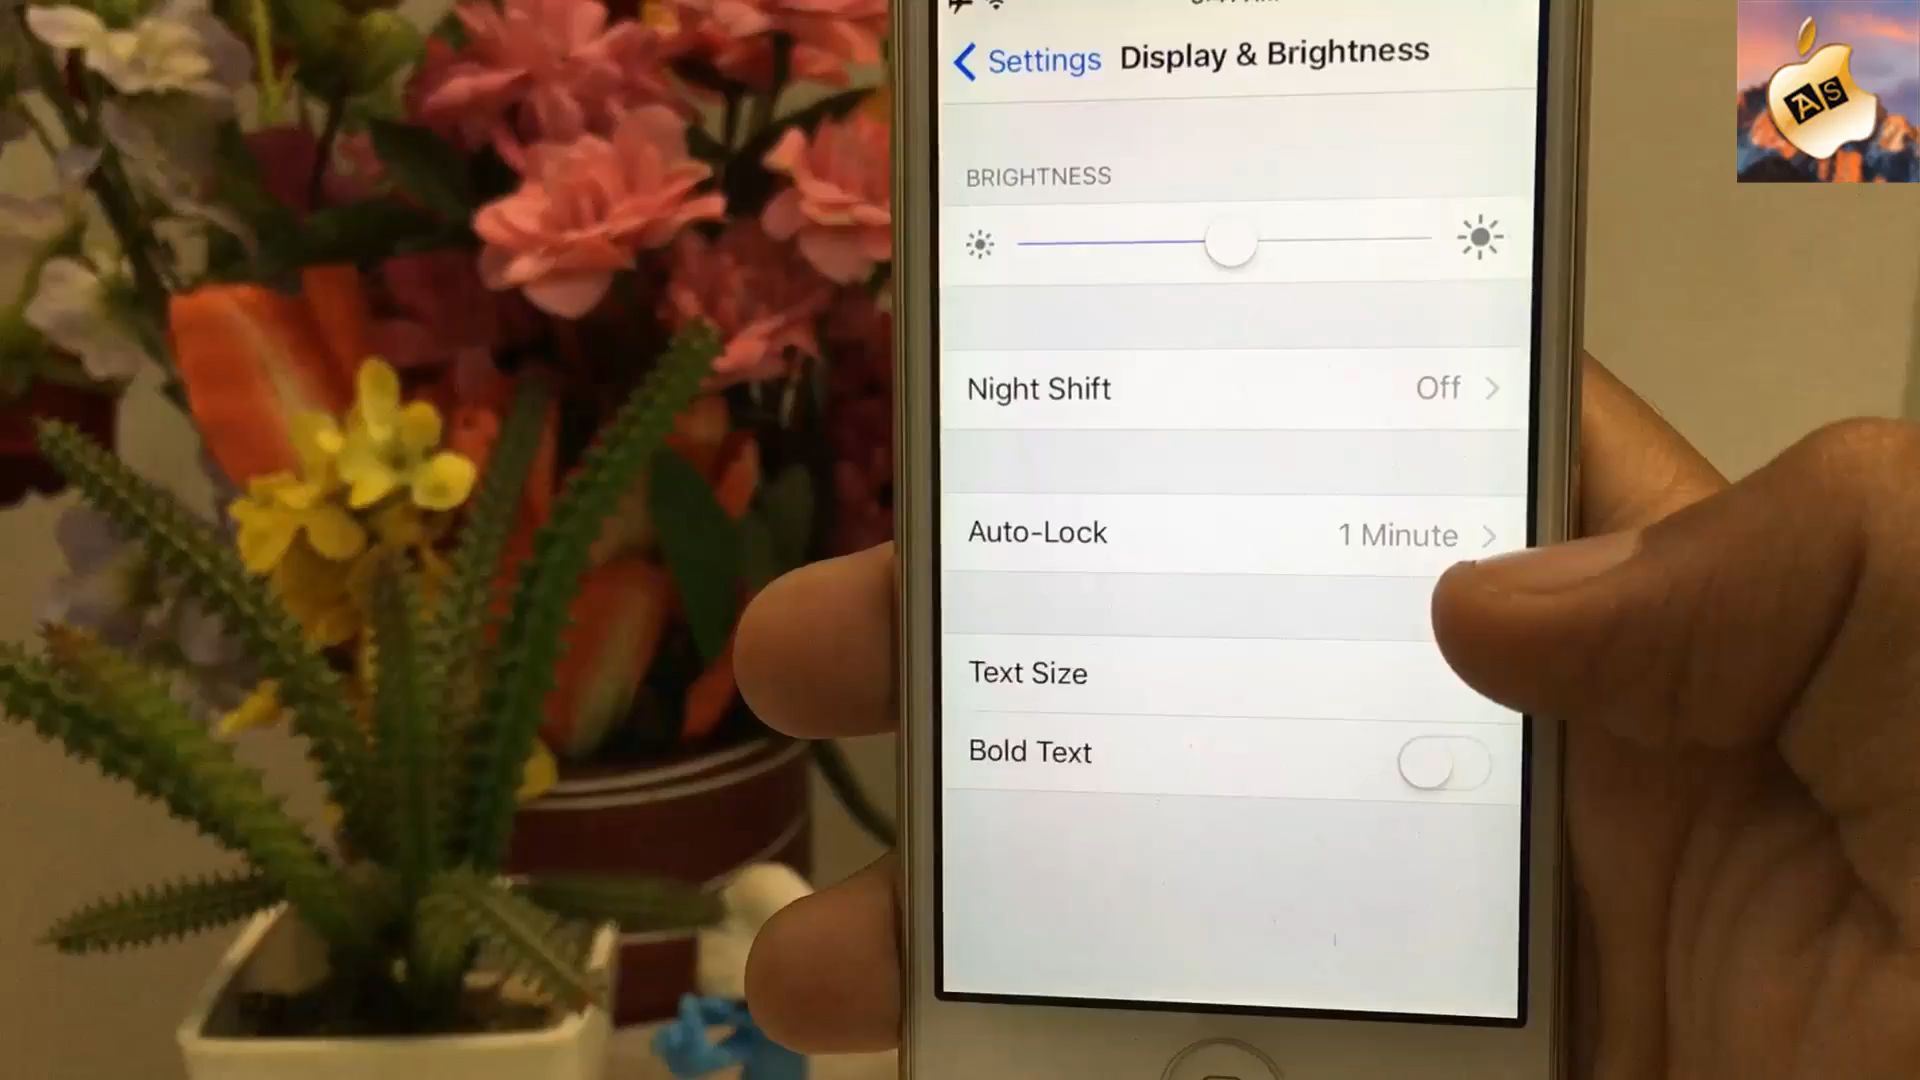 Settings Display & Brightness
AS
BRIGHTNESS
Night Shift Off
Auto-Lock 1 Minute
Text Size
Bold Text